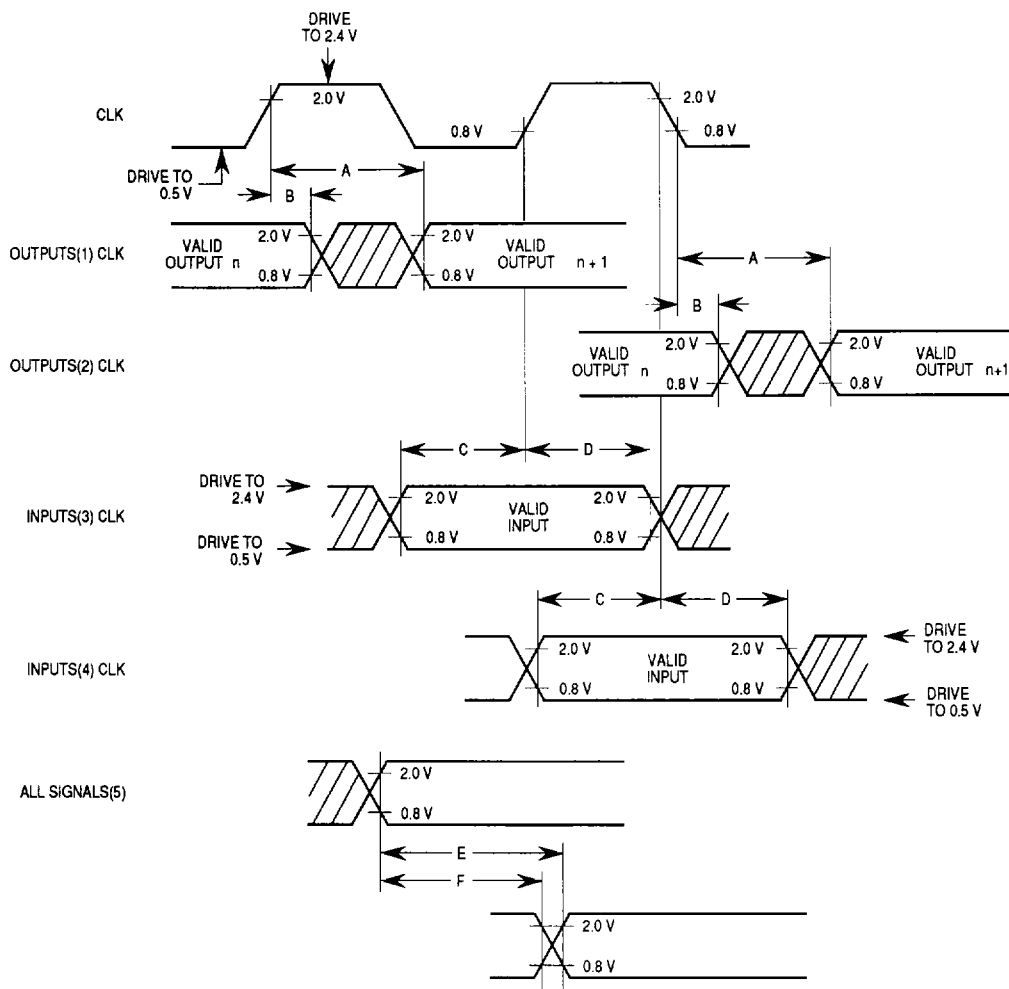 DRIVE
TO 2.4 V
CLK
2.0 V
0.8 V
2.0 V
0.8 V
DRIVE TO
0.5 V
A
B
OUTPUTS(1) CLK
VALID
OUTPUT n
2.0 V
0.8 V
2.0 V
0.8 V
VALID
OUTPUT n + 1
A
B
OUTPUTS(2) CLK
VALID
OUTPUT n
2.0 V
0.8 V
2.0 V
0.8 V
VALID
OUTPUT n+1
C
D
DRIVE TO
2.4 V
INPUTS(3) CLK
DRIVE TO
0.5 V
2.0 V
0.8 V
VALID
INPUT
2.0 V
0.8 V
C
D
INPUTS(4) CLK
2.0 V
0.8 V
VALID
INPUT
2.0 V
0.8 V
DRIVE
TO 2.4 V
DRIVE
TO 0.5 V
ALL SIGNALS(5)
2.0 V
0.8 V
E
F
2.0 V
0.8 V